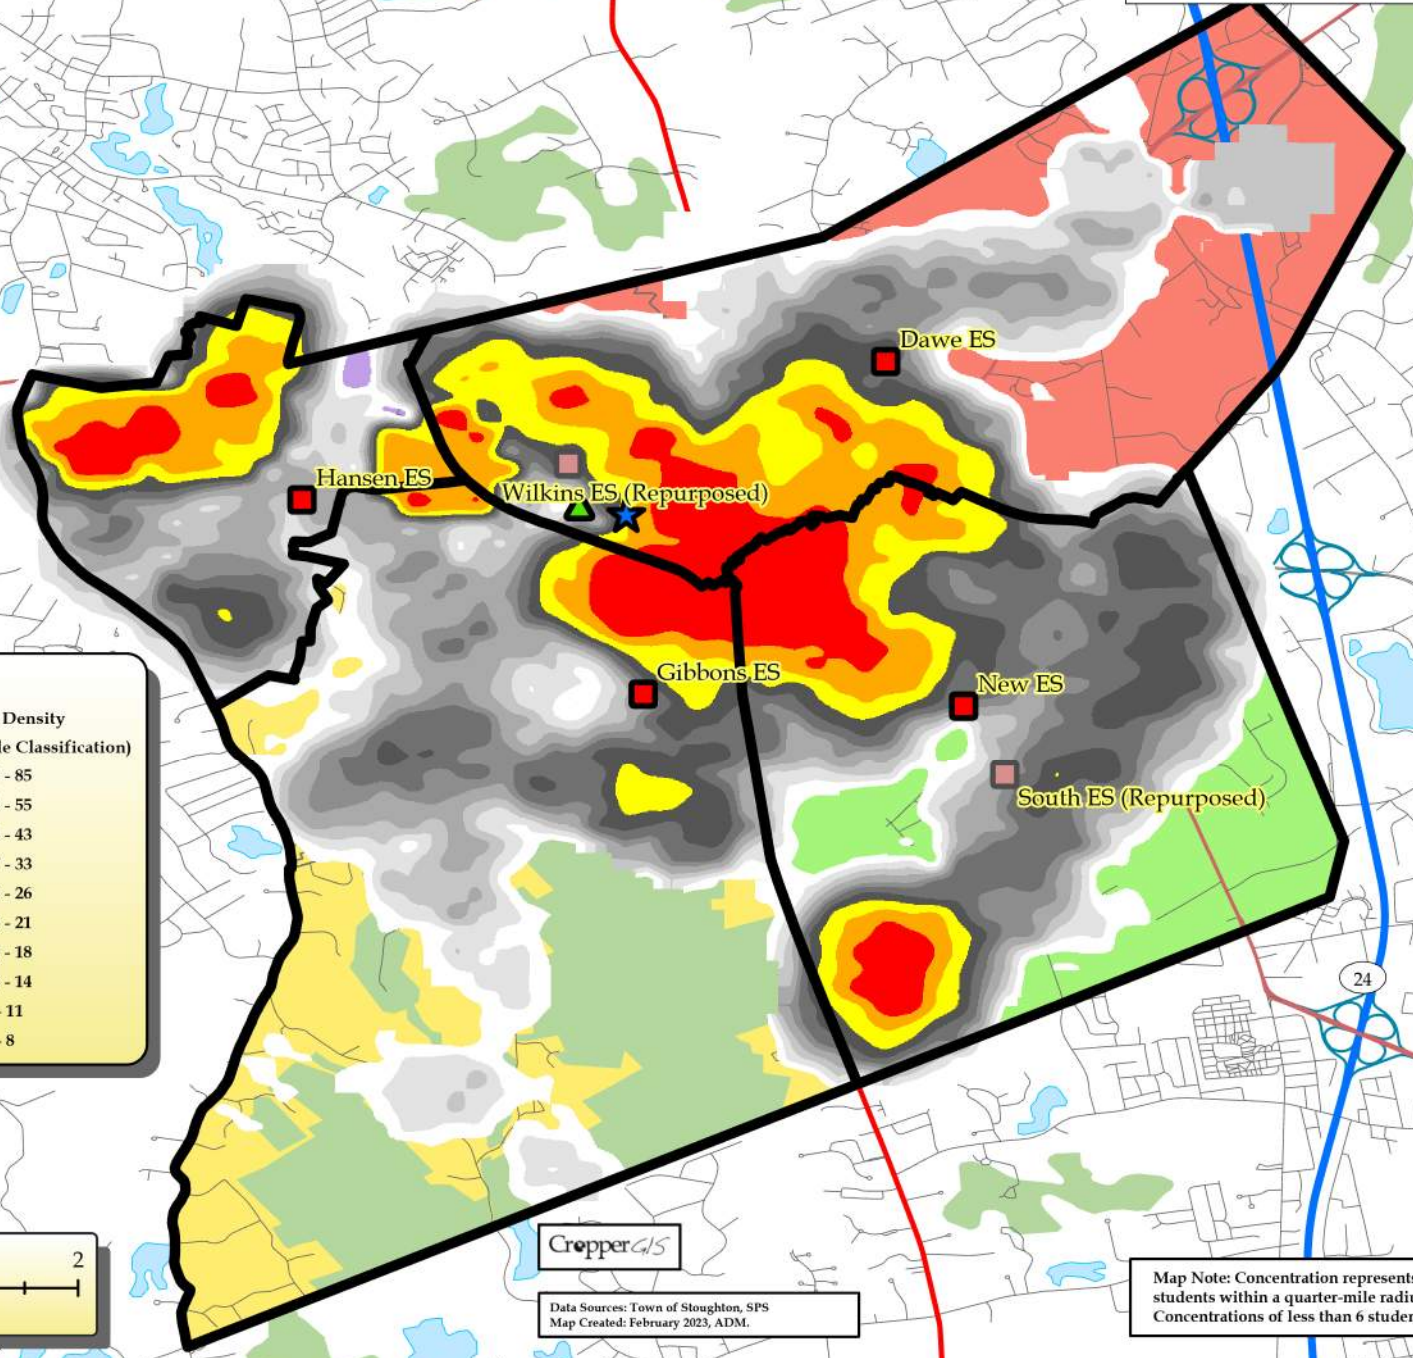 Dawe ES
Hansen ES
Wilkins ES (Repurposed)
Gibbons ES
New ES
Density
le Classification)
- 85
- 55
- 43
- 33
- 26
- 21
- 18
- 14
- 11
- 8
South ES (Repurposed)
24
2
CropperGIS
Data Sources: Town of Stoughton, SPS
Map Created: February 2023, ADM.
Map Note: Concentration represents
students within a quarter-mile radiu
Concentrations of less than 6 studen